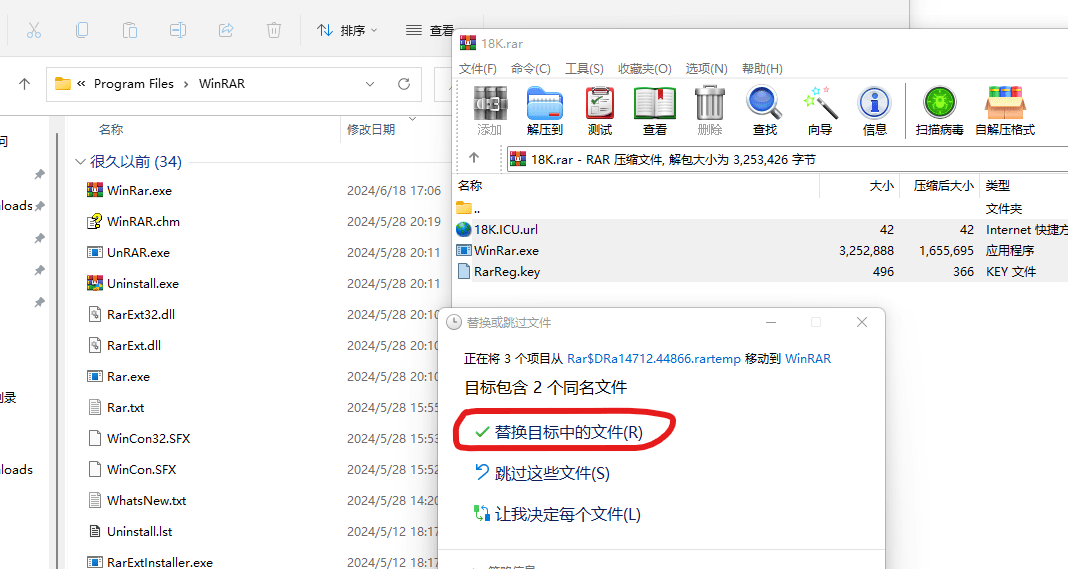 排序
查看
Program Files
WinRAR
名称
修改日期
很久以前 (34)
WinRar.exe 2024/6/18 17:06
WinRAR.chm 2024/5/28 20:19
UnRAR.exe 2024/5/28 20:11
Uninstall.exe 2024/5/28 20:11
RarExt32.dll 2024/5/28 20:10
RarExt.dll 2024/5/28 20:10
Rar.exe 2024/5/28 20:10
Rar.txt 2024/5/28 15:55
WinCon32.SFX 2024/5/28 15:53
WinCon.SFX 2024/5/28 15:52
WhatsNew.txt 2024/5/28 14:20
Uninstall.lst 2024/5/12 18:17
RarExtInstaller.exe 2024/5/12 18:17
18K.rar
文件(F) 命令(C) 工具(S) 收藏夹(O) 选项(N) 帮助(H)
添加 解压到 测试 查看 删除 查找 向导 信息 扫描病毒 自解压格式
18K.rar - RAR 压缩文件, 解包大小为 3,253,426 字节
名称 大小 压缩后大小 类型
.. 文件夹
18K.ICU.url 42 42 Internet 快捷方
WinRar.exe 3,252,888 1,655,695 应用程序
RarReg.key 496 366 KEY 文件
替换或跳过文件
正在将 3 个项目从 Rar$DRa14712.44866.rartemp 移动到 WinRAR
目标包含 2 个同名文件
替换目标中的文件(R)
跳过这些文件(S)
让我决定每个文件(L)